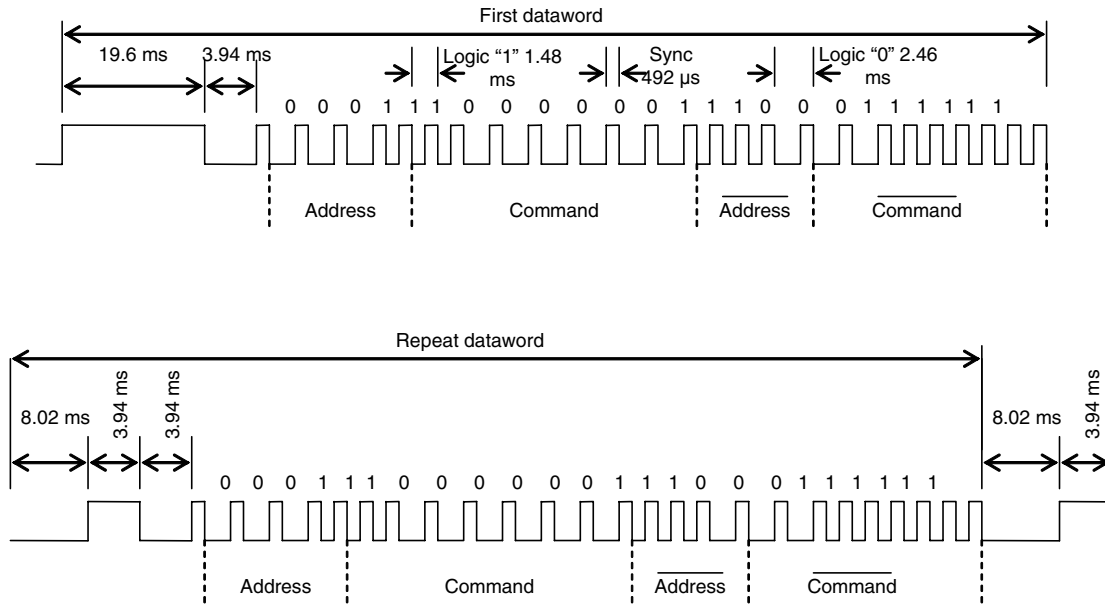 First dataword
19.6 ms 3.94 ms Logic “1” 1.48 ms Sync 492 µs Logic “0” 2.46 ms
0 0 0 1 1 1 0 0 0 0 0 0 1 1 1 0 0 0 1 1 1 1 1
Address Command Address Command
Repeat dataword
8.02 ms 3.94 ms 3.94 ms 8.02 ms 3.94 ms
0 0 0 1 1 1 0 0 0 0 0 0 1 1 1 0 0 0 1 1 1 1 1
Address Command Address Command